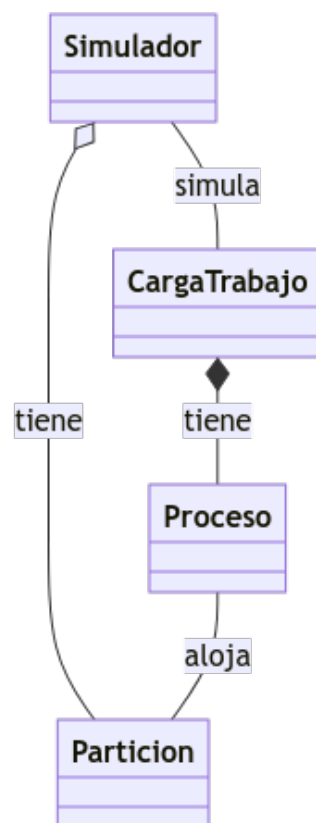 Simulador
simula
CargaTrabajo
tiene
tiene
Proceso
aloja
Particion